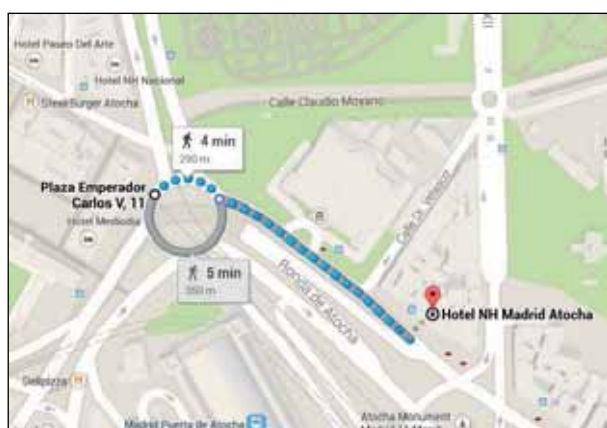 Hotel Paseo Del Arte
Hotel NH Nacional
SteakBurger Atocha
Calle Claudio Moyano
4 min
290 m
Plaza Emperador
Carlos V, 11
Hotel Mediodia
Calle Dr. Velasco
5 min
350 m
Ronda de Atocha
Hotel NH Madrid Atocha
Delipizza
Madrid Puerta de Atocha
Atocha Monument